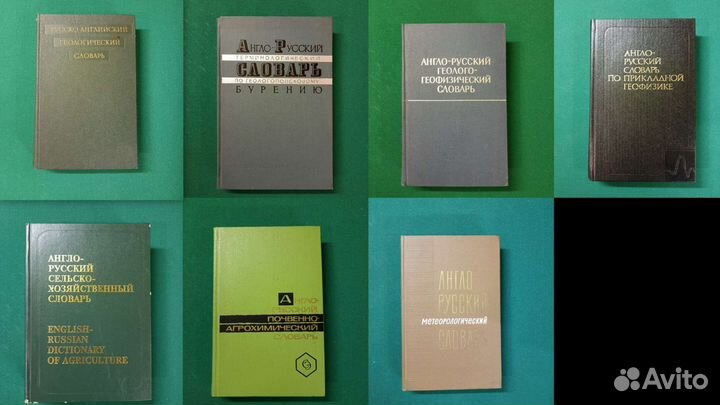 РУССКО-АНГЛИЙСКИЙ
ГЕОЛОГИЧЕСКИЙ
СЛОВАРЬ
АНГЛО-РУССКИЙ
ТЕРМИНОЛОГИЧЕСКИЙ
СЛОВАРЬ
ПО ГЕОЛОГОПОИСКОВОМУ
БУРЕНИЮ
АНГЛО-РУССКИЙ
ГЕОЛОГО-
ГЕОФИЗИЧЕСКИЙ
СЛОВАРЬ
АНГЛО-
РУССКИЙ
СЛОВАРЬ
ПО ПРИКЛАДНОЙ
ГЕОФИЗИКЕ
АНГЛО-
РУССКИЙ
СЕЛЬСКО-
ХОЗЯЙСТВЕННЫЙ
СЛОВАРЬ
ENGLISH-
RUSSIAN
DICTIONARY
OF AGRICULTURE
АНГЛО-
РУССКИЙ
ПОЧВЕННО-
АГРОХИМИЧЕСКИЙ
СЛОВАРЬ
АНГЛО
РУССКИЙ
МЕТЕОРОЛОГИЧЕСКИЙ
СЛОВАРЬ
Avito